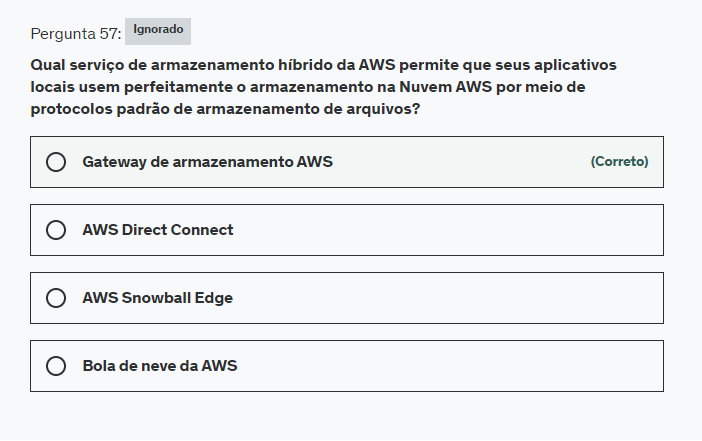 Pergunta 57: Ignorado
Qual serviço de armazenamento híbrido da AWS permite que seus aplicativos
locais usem perfeitamente o armazenamento na Nuvem AWS por meio de
protocolos padrão de armazenamento de arquivos?
Gateway de armazenamento AWS (Correto)
AWS Direct Connect
AWS Snowball Edge
Bola de neve da AWS